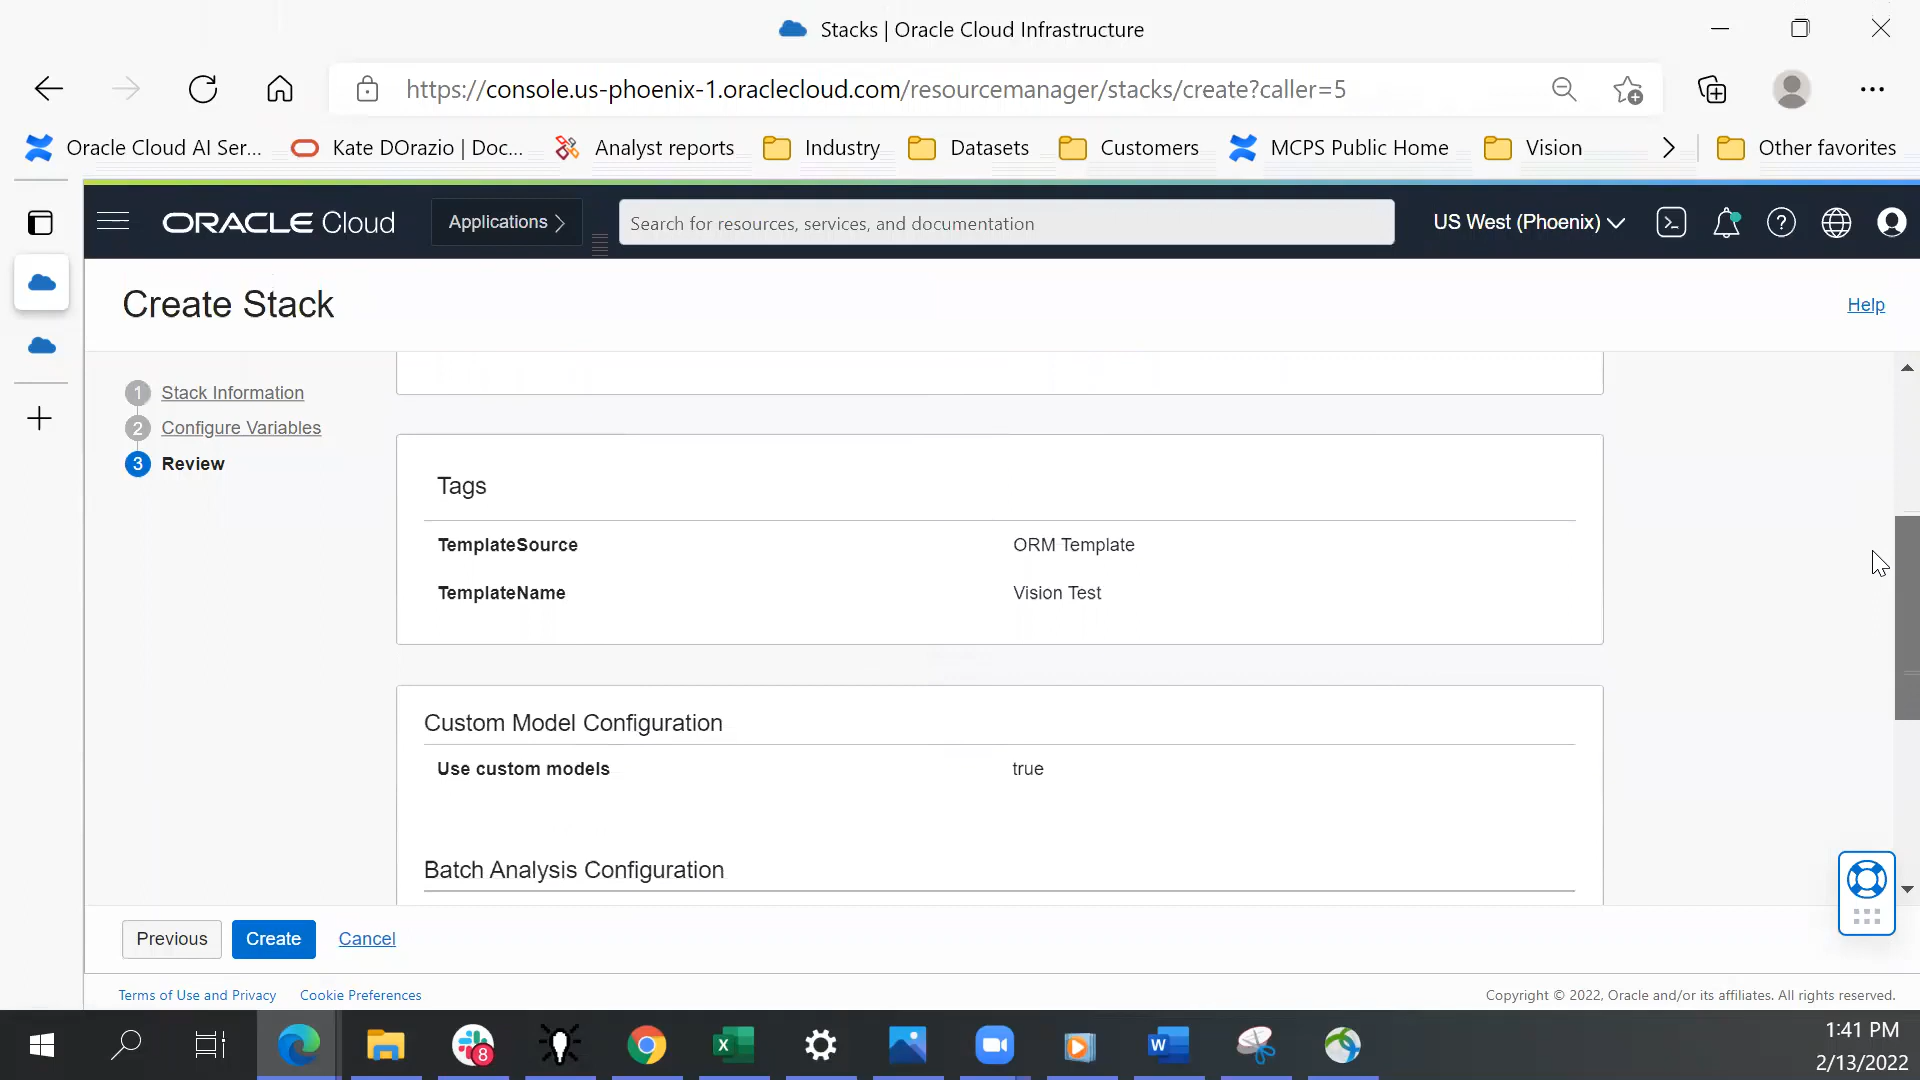 Stacks | Oracle Cloud Infrastructure
https://console.us-phoenix-1.oraclecloud.com/resourcemanager/stacks/create?caller=5
Oracle Cloud AI Ser... Kate DOrazio | Doc... Analyst reports Industry Datasets Customers MCPS Public Home Vision Other favorites
ORACLE Cloud Applications Search for resources, services, and documentation US West (Phoenix)
Create Stack Help
1 Stack Information
2 Configure Variables
3 Review
Tags
TemplateSource ORM Template
TemplateName Vision Test
Custom Model Configuration
Use custom models true
Batch Analysis Configuration
Previous Create Cancel
Terms of Use and Privacy Cookie Preferences Copyright © 2022, Oracle and/or its affiliates. All rights reserved.
8
1:41 PM
2/13/2022